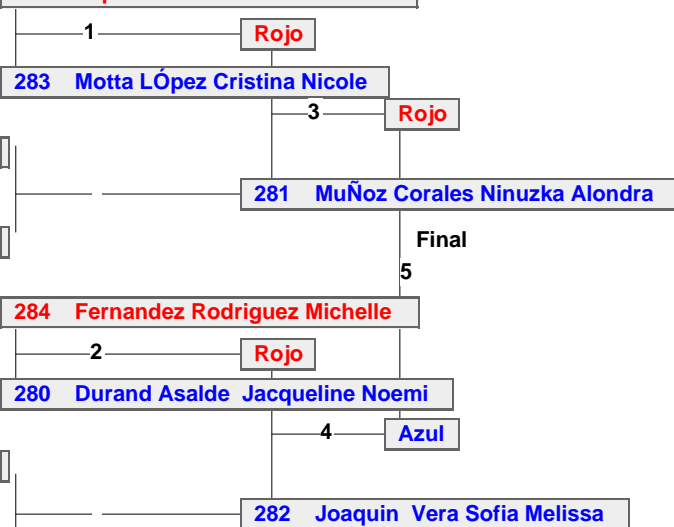 1 Rojo
283 Motta LÓpez Cristina Nicole
3 Rojo
281 MuÑoz Corales Ninuzka Alondra
Final
5
284 Fernandez Rodriguez Michelle
2 Rojo
280 Durand Asalde Jacqueline Noemi
4 Azul
282 Joaquin Vera Sofia Melissa